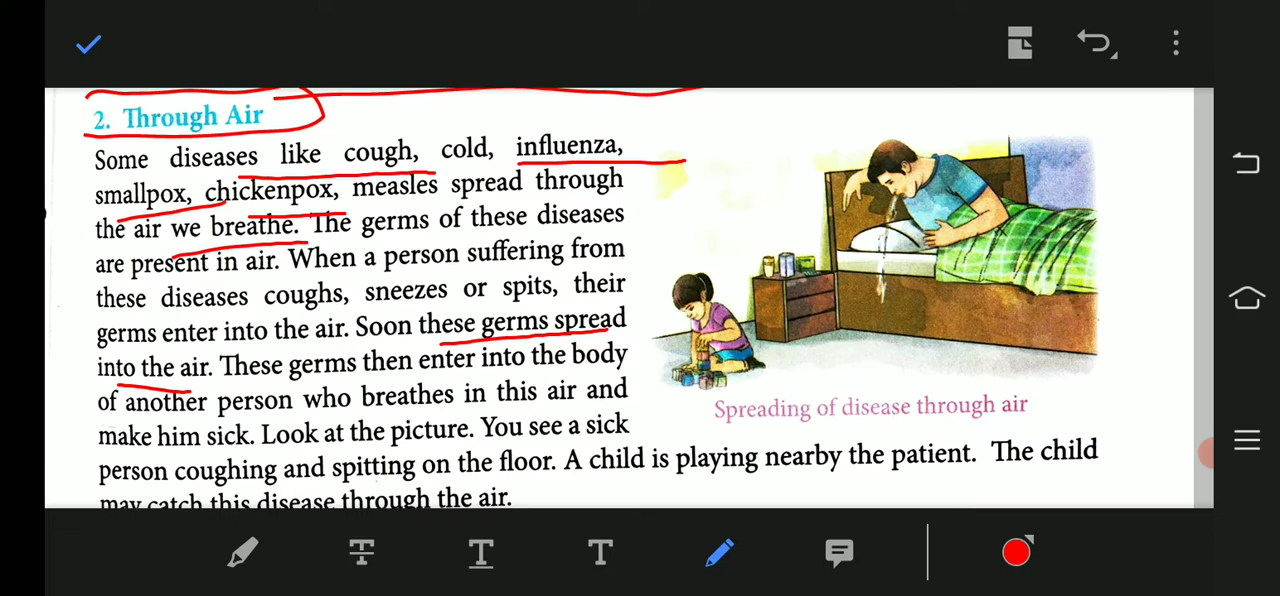 2. Through Air
Some diseases like cough, cold, influenza,
smallpox, chickenpox, measles spread through
the air we breathe. The germs of these diseases
are present in air. When a person suffering from
these diseases coughs, sneezes or spits, their
germs enter into the air. Soon these germs spread
into the air. These germs then enter into the body
of another person who breathes in this air and
make him sick. Look at the picture. You see a sick
person coughing and spitting on the floor. A child is playing nearby the patient. The child
may catch this disease through the air.
Spreading of disease through air
T
T
T